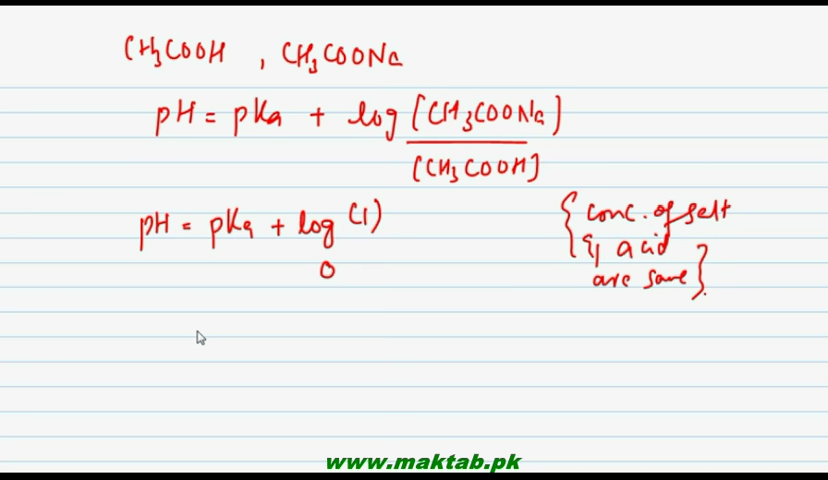 CH3COOH , CH3COONa
pH = pKa + log [CH3COONa]
[CH3COOH]
pH = pKa + log (1)
0
{ conc. of salt
& acid
are same }
www.maktab.pk